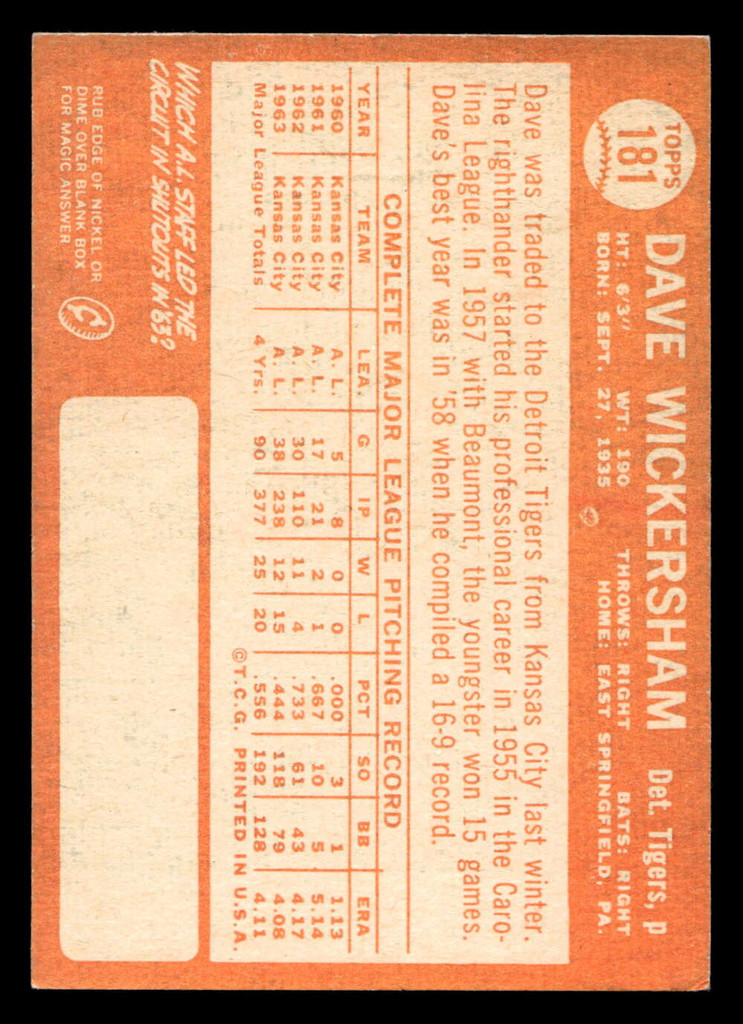 TOPPS
181
DAVE WICKERSHAM Det. Tigers, p
HT: 6'3" WT: 190 THROWS: RIGHT BATS: RIGHT
BORN: SEPT. 27, 1935 HOME: EAST SPRINGFIELD, PA.
Dave was traded to the Detroit Tigers from Kansas City last winter.
The righthander started his professional career in 1955 in the Caro-
lina League. In 1957 with Beaumont, the youngster won 15 games.
Dave's best year was in '58 when he compiled a 16-9 record.
COMPLETE MAJOR LEAGUE PITCHING RECORD
YEAR TEAM LEA. G IP W L PCT SO BB ERA
1960 Kansas City A. L. 5 8 0 0 .000 3 1 1.13
1961 Kansas City A. L. 17 21 2 1 .667 10 5 5.14
1962 Kansas City A. L. 30 110 11 4 .733 61 43 4.17
1963 Kansas City A. L. 38 238 12 15 .444 118 79 4.08
Major League Totals 4 Yrs. 90 377 25 20 .556 192 128 4.11
©T.C.G. PRINTED IN U.S.A.
WHICH A.L. STAFF LED THE
CIRCUIT IN SHUTOUTS IN '63?
RUB EDGE OF NICKEL OR
DIME OVER BLANK BOX
FOR MAGIC ANSWER